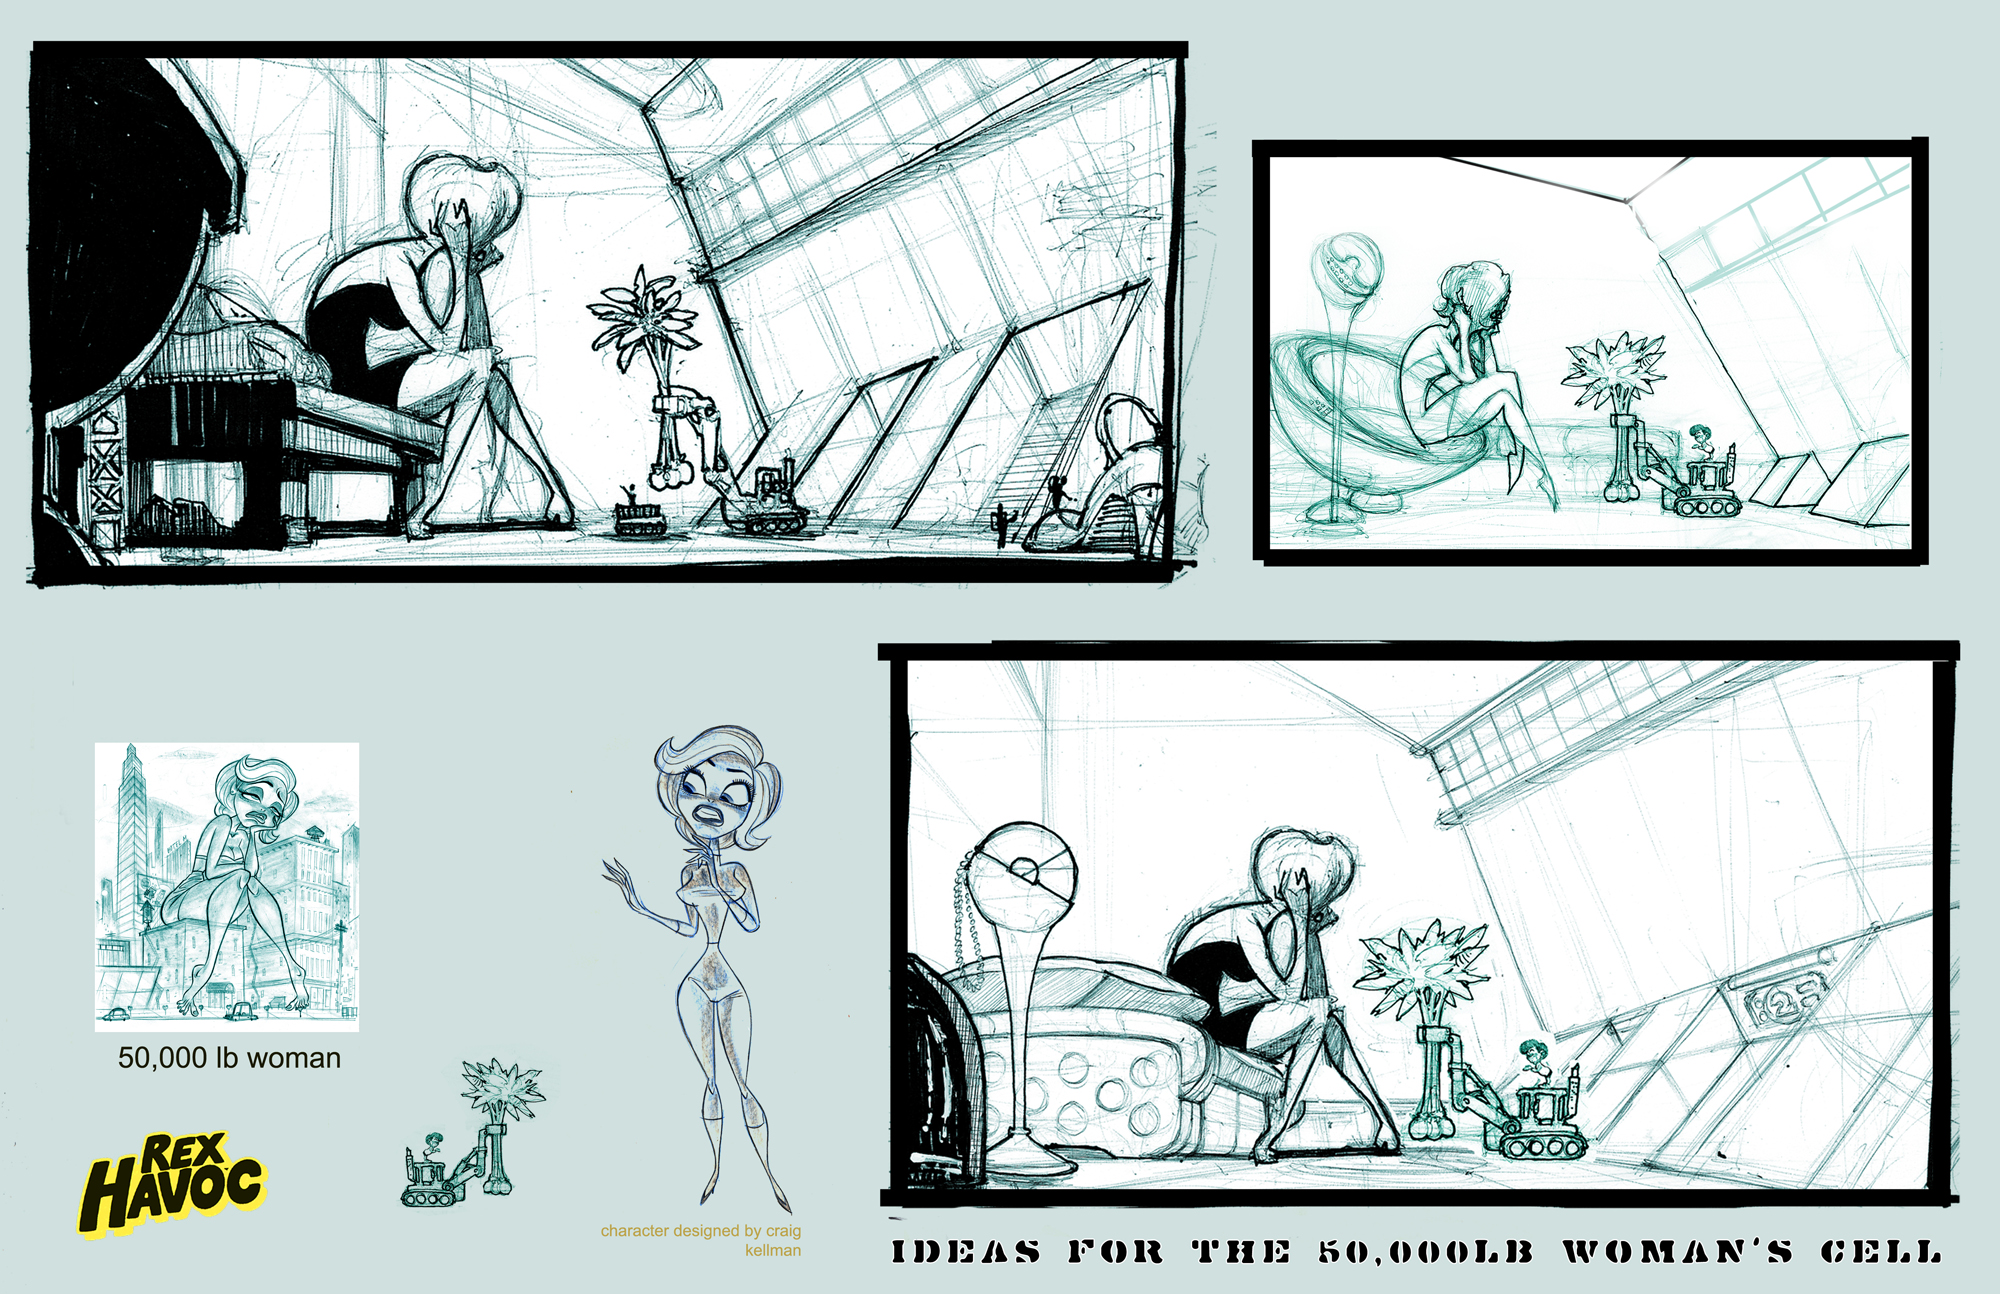 50,000 lb woman
REX
HAVOC
character designed by craig
kellman
IDEAS FOR THE 50,000LB WOMAN'S CELL